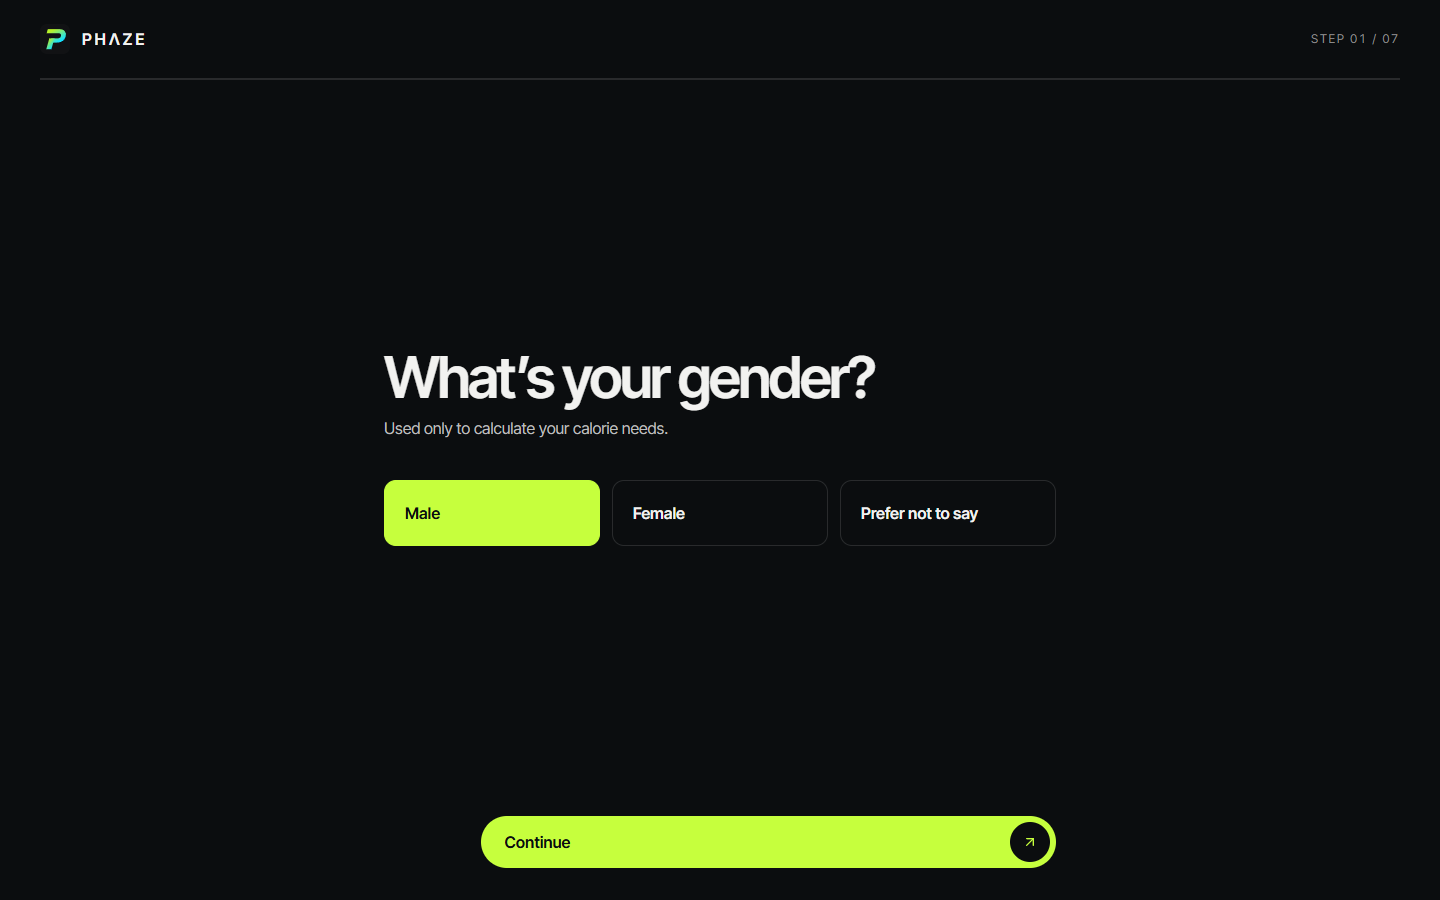 PHΛZE
STEP 01 / 07
What’s your gender?
Used only to calculate your calorie needs.
Male
Female
Prefer not to say
Continue